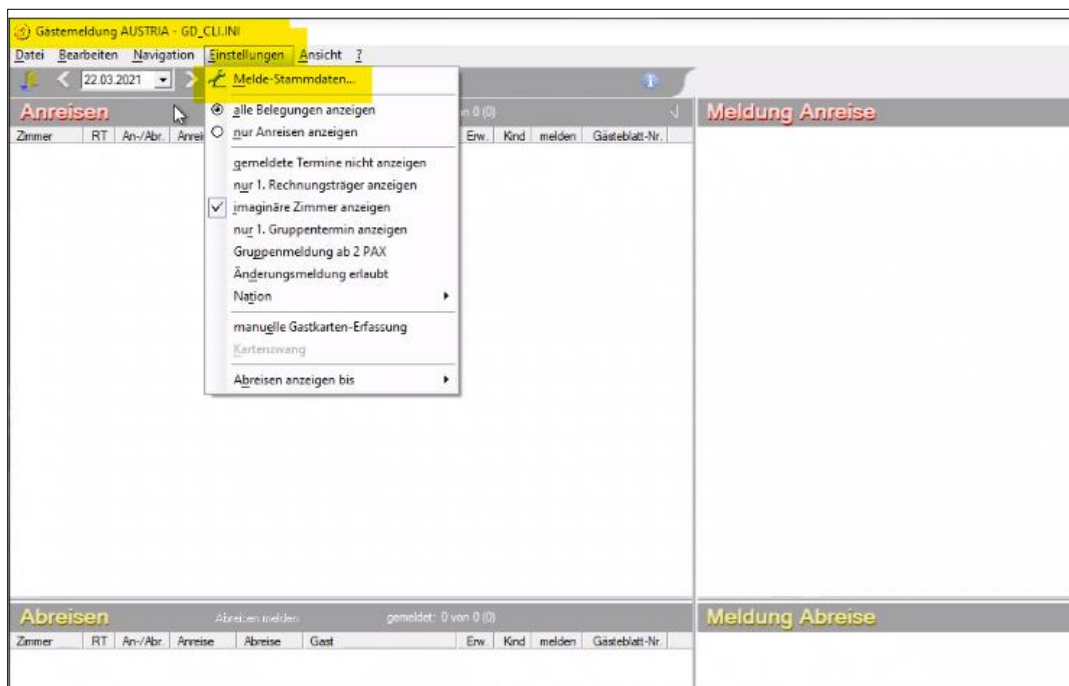 Gästemeldung AUSTRIA - GD_CLI.INI
Datei Bearbeiten Navigation Einstellungen Ansicht ?
22.03.2021
Melde-Stammdaten...
alle Belegungen anzeigen
nur Anreisen anzeigen
gemeldete Termine nicht anzeigen
nur 1. Rechnungsträger anzeigen
imaginäre Zimmer anzeigen
nur 1. Gruppentermin anzeigen
Gruppenmeldung ab 2 PAX
Änderungsmeldung erlaubt
Nation
manuelle Gastkarten-Erfassung
Kartenzwang
Abreisen anzeigen bis
Anreisen
0 (0)
Zimmer RT An-/Abr. Erw. Kind melden Gästeblatt-Nr.
Meldung Anreise
Abreisen Abreisen melden gemeldet: 0 von 0 (0)
Zimmer RT An-/Abr. Anreise Abreise Gast Erw. Kind melden Gästeblatt-Nr.
Meldung Abreise